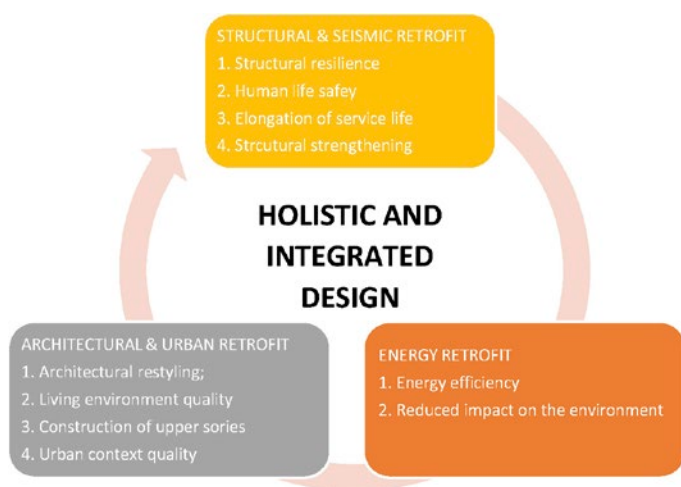 STRUCTURAL & SEISMIC RETROFIT
1. Structural resilience
2. Human life safey
3. Elongation of service life
4. Strcutural strengthening
HOLISTIC AND
INTEGRATED
DESIGN
ARCHITECTURAL & URBAN RETROFIT
1. Architectural restyling;
2. Living environment quality
3. Construction of upper sories
4. Urban context quality
ENERGY RETROFIT
1. Energy efficiency
2. Reduced impact on the environment